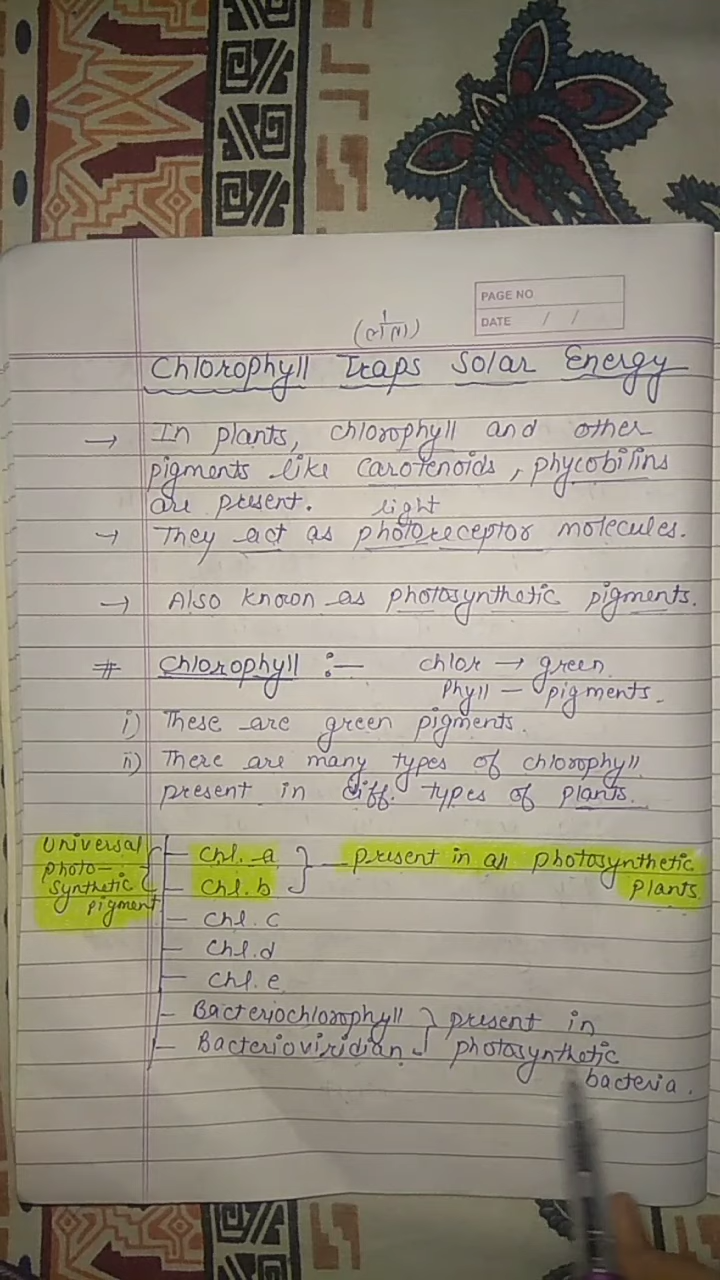 PAGE NO
DATE / /
Chlorophyll Traps Solar Energy
→ In plants, chlorophyll and other
pigments like carotenoids, phycobilins
are present. light
→ They act as photoreceptor molecules.
→ Also known as photosynthetic pigments.
# Chlorophyll :- chlor → green
Phyll - pigments.
i) These are green pigments.
ii) There are many types of chlorophyll
present in diff. types of plants.
Universal photo-synthetic pigment { - Chl. a
- Chl. b } - present in all photosynthetic plants
- Chl. c
- Chl. d
- Chl. e
- Bacteriochlorophyll
- Bacterioviridian } present in photosynthetic bacteria.